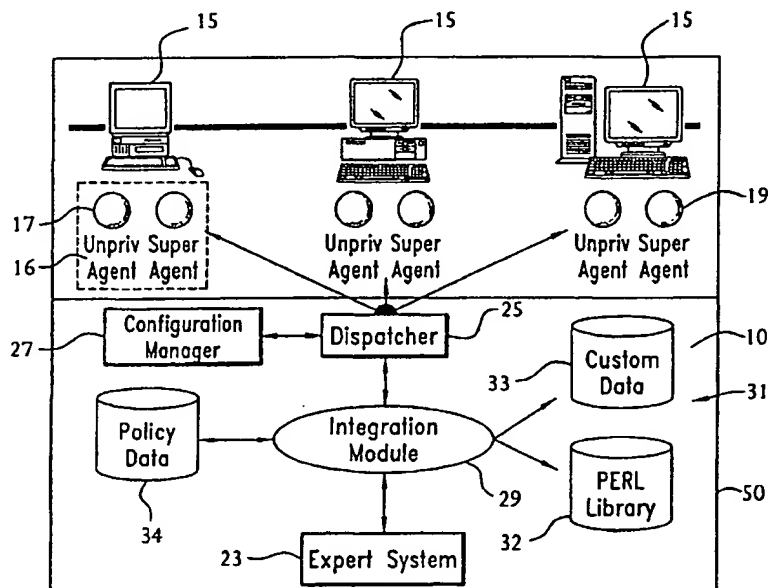 15
15
15
17
19
Unpriv Super
Agent Agent
Unpriv Super
Agent Agent
Unpriv Super
Agent Agent
16
27
Configuration
Manager
Dispatcher
25
10
33
Custom
Data
31
Policy
Data
34
Integration
Module
29
PERL
Library
32
50
23
Expert System